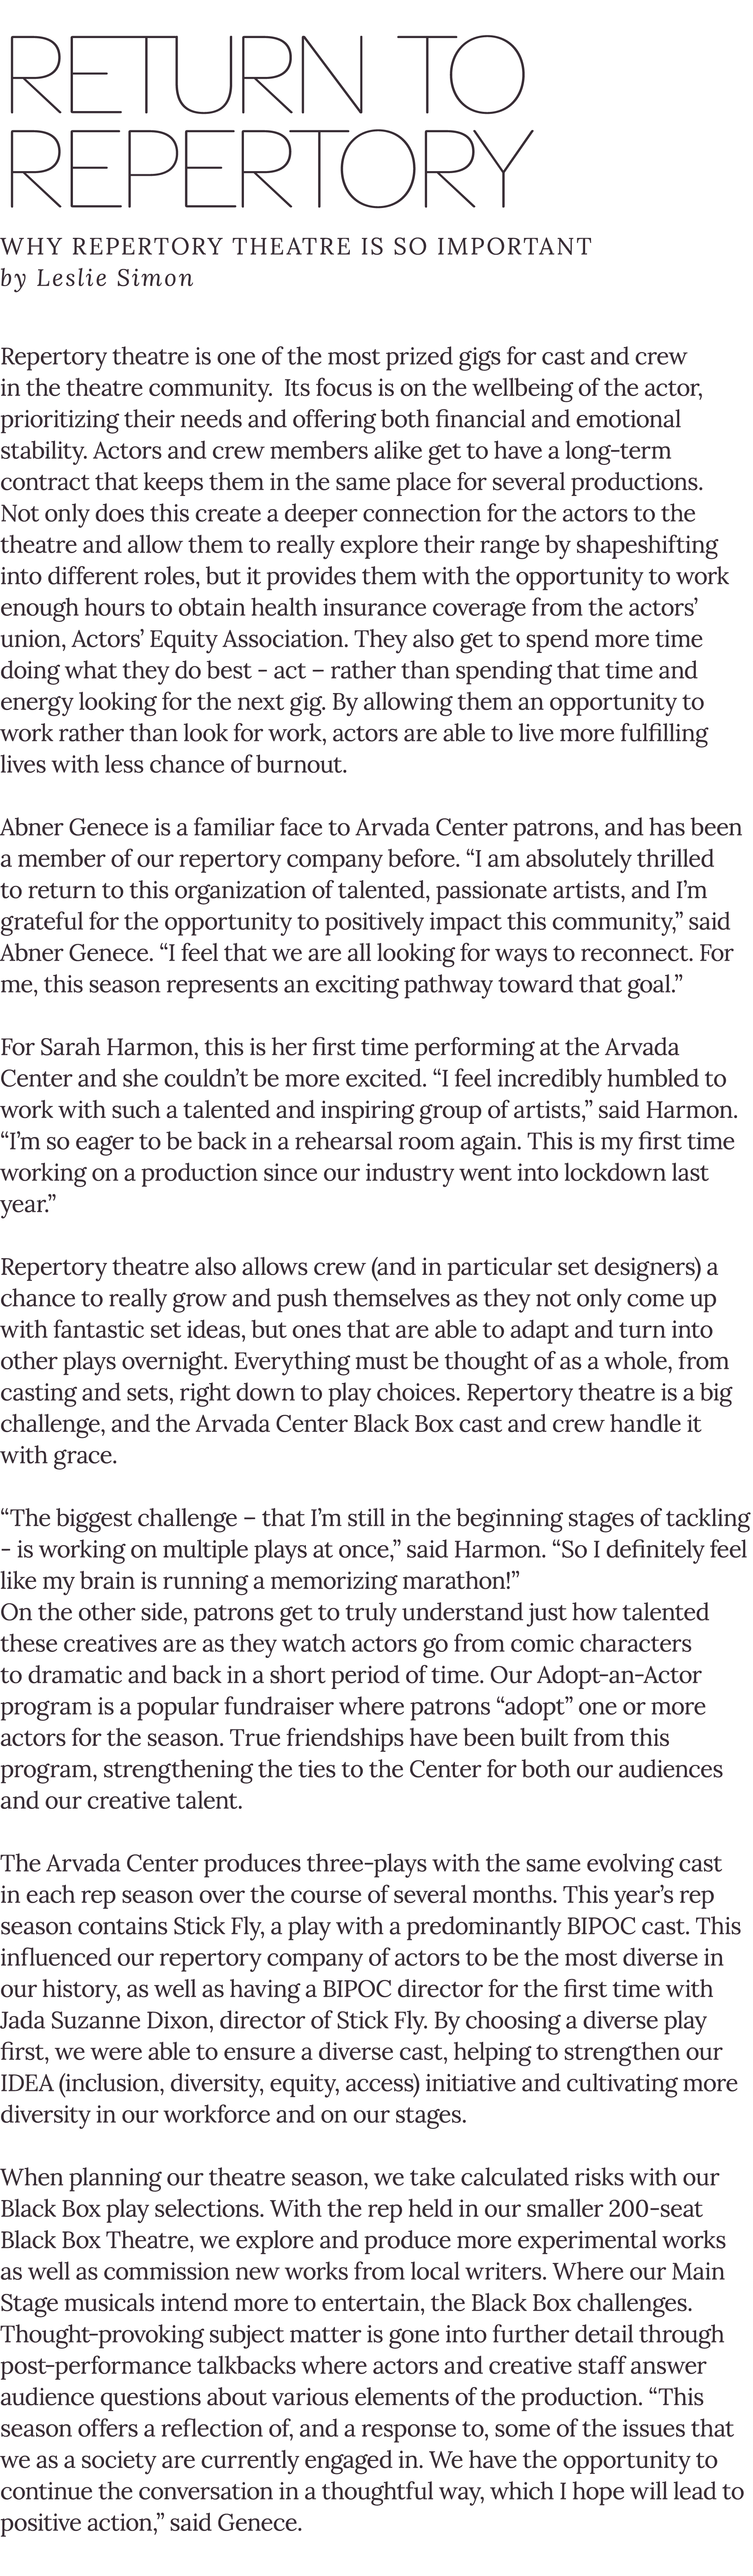 RETURN TO
REPERTORY
WHY REPERTORY THEATRE IS SO IMPORTANT
by Leslie Simon
Repertory theatre is one of the most prized gigs for cast and crew
in the theatre community.  Its focus is on the wellbeing of the actor,
prioritizing their needs and offering both financial and emotional
stability. Actors and crew members alike get to have a long-term
contract that keeps them in the same place for several productions.
Not only does this create a deeper connection for the actors to the
theatre and allow them to really explore their range by shapeshifting
into different roles, but it provides them with the opportunity to work
enough hours to obtain health insurance coverage from the actors’
union, Actors’ Equity Association. They also get to spend more time
doing what they do best - act – rather than spending that time and
energy looking for the next gig. By allowing them an opportunity to
work rather than look for work, actors are able to live more fulfilling
lives with less chance of burnout.
Abner Genece is a familiar face to Arvada Center patrons, and has been
a member of our repertory company before. “I am absolutely thrilled
to return to this organization of talented, passionate artists, and I’m
grateful for the opportunity to positively impact this community,” said
Abner Genece. “I feel that we are all looking for ways to reconnect. For
me, this season represents an exciting pathway toward that goal.”
For Sarah Harmon, this is her first time performing at the Arvada
Center and she couldn’t be more excited. “I feel incredibly humbled to
work with such a talented and inspiring group of artists,” said Harmon.
“I’m so eager to be back in a rehearsal room again. This is my first time
working on a production since our industry went into lockdown last
year.”
Repertory theatre also allows crew (and in particular set designers) a
chance to really grow and push themselves as they not only come up
with fantastic set ideas, but ones that are able to adapt and turn into
other plays overnight. Everything must be thought of as a whole, from
casting and sets, right down to play choices. Repertory theatre is a big
challenge, and the Arvada Center Black Box cast and crew handle it
with grace.
“The biggest challenge – that I’m still in the beginning stages of tackling
- is working on multiple plays at once,” said Harmon. “So I definitely feel
like my brain is running a memorizing marathon!”
On the other side, patrons get to truly understand just how talented
these creatives are as they watch actors go from comic characters
to dramatic and back in a short period of time. Our Adopt-an-Actor
program is a popular fundraiser where patrons “adopt” one or more
actors for the season. True friendships have been built from this
program, strengthening the ties to the Center for both our audiences
and our creative talent.
The Arvada Center produces three-plays with the same evolving cast
in each rep season over the course of several months. This year’s rep
season contains Stick Fly, a play with a predominantly BIPOC cast. This
influenced our repertory company of actors to be the most diverse in
our history, as well as having a BIPOC director for the first time with
Jada Suzanne Dixon, director of Stick Fly. By choosing a diverse play
first, we were able to ensure a diverse cast, helping to strengthen our
IDEA (inclusion, diversity, equity, access) initiative and cultivating more
diversity in our workforce and on our stages.
When planning our theatre season, we take calculated risks with our
Black Box play selections. With the rep held in our smaller 200-seat
Black Box Theatre, we explore and produce more experimental works
as well as commission new works from local writers. Where our Main
Stage musicals intend more to entertain, the Black Box challenges.
Thought-provoking subject matter is gone into further detail through
post-performance talkbacks where actors and creative staff answer
audience questions about various elements of the production. “This
season offers a reflection of, and a response to, some of the issues that
we as a society are currently engaged in. We have the opportunity to
continue the conversation in a thoughtful way, which I hope will lead to
positive action,” said Genece.